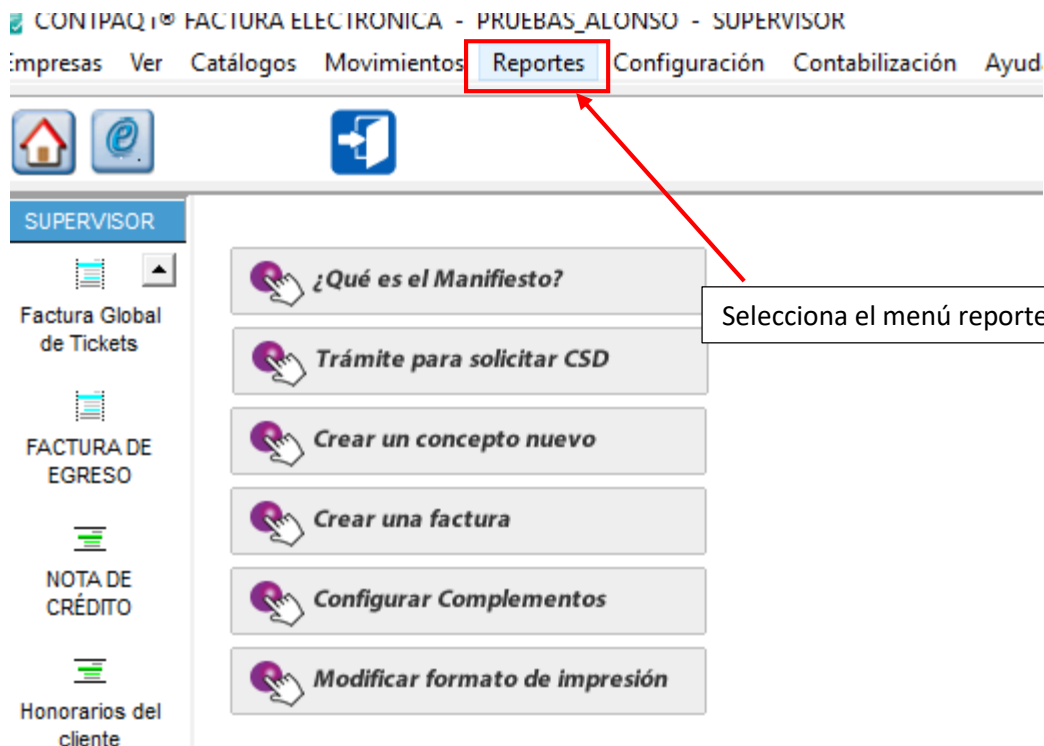 CONTPAQ i® FACTURA ELECTRONICA - PRUEBAS_ALONSO - SUPERVISOR
Empresas Ver Catálogos Movimientos Reportes Configuración Contabilización Ayuda
SUPERVISOR
Factura Global
de Tickets
FACTURA DE
EGRESO
NOTA DE
CRÉDITO
Honorarios del
cliente
¿Qué es el Manifiesto?
Trámite para solicitar CSD
Crear un concepto nuevo
Crear una factura
Configurar Complementos
Modificar formato de impresión
Selecciona el menú reporte